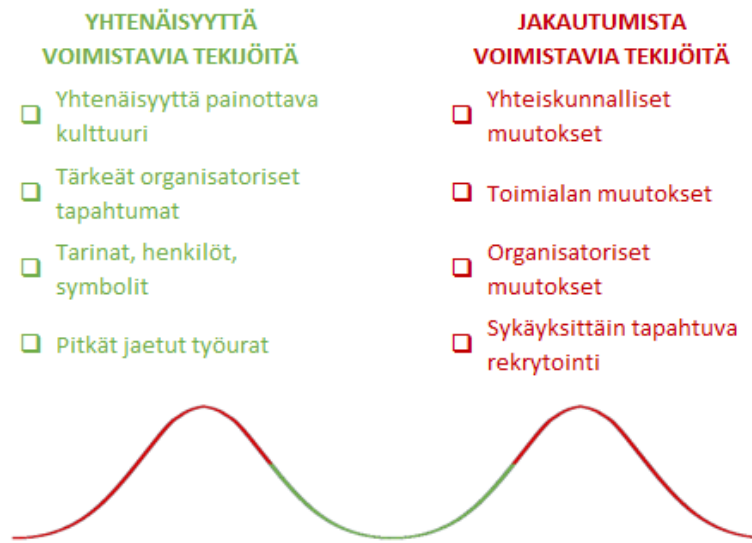 YHTENÄISYYTTÄ
VOIMISTAVIA TEKIJÖITÄ
❑ Yhtenäisyyttä painottava
kulttuuri
❑ Tärkeät organisatoriset
tapahtumat
❑ Tarinat, henkilöt,
symbolit
❑ Pitkät jaetut työurat
JAKAUTUMISTA
VOIMISTAVIA TEKIJÖITÄ
❑ Yhteiskunnalliset
muutokset
❑ Toimialan muutokset
❑ Organisatoriset
muutokset
❑ Sykäyksittäin tapahtuva
rekrytointi